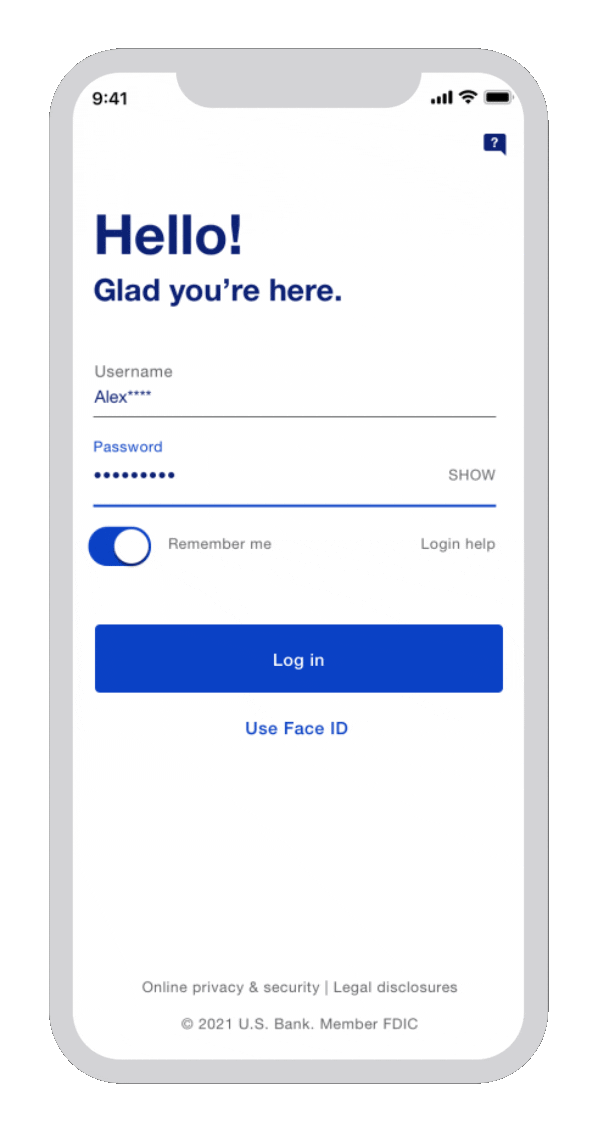 9:41
?
Hello!
Glad you’re here.
Username
Alex****
Password
•••••••••
SHOW
Remember me
Login help
Log in
Use Face ID
Online privacy & security | Legal disclosures
© 2021 U.S. Bank. Member FDIC